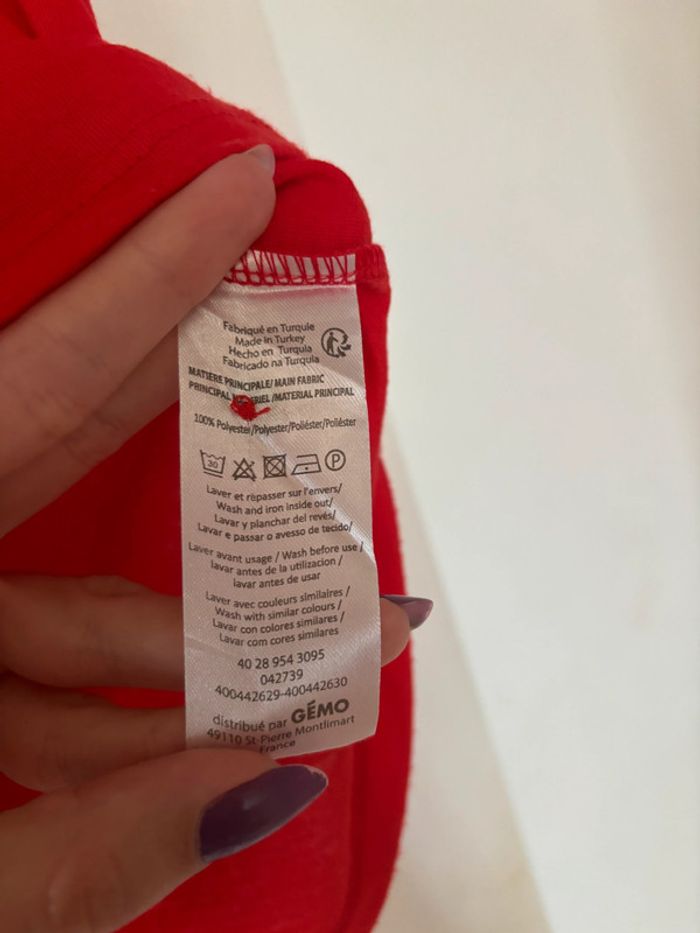 Fabriqué en Turquie
Made in Turkey
Hecho en Turquía
Fabricado na Turquia
MATIERE PRINCIPALE/ MAIN FABRIC
PRINCIPAL /MATERIAL PRINCIPAL
100% Polyester/Polyester/Poliéster/Poliéster
30 P
Laver et repasser sur l'envers/
Wash and iron inside out/
Lavar y planchar del revés/
Lavar e passar o avesso de tecido/
Laver avant usage / Wash before use /
lavar antes de la utilizacion /
lavar antes de usar
Laver avec couleurs similaires /
Wash with similar colours /
Lavar con colores similares /
Lavar com cores similares
40 28 954 3095
042739
400442629-400442630
distribué par GÉMO
49110 St-Pierre Montlimart
France